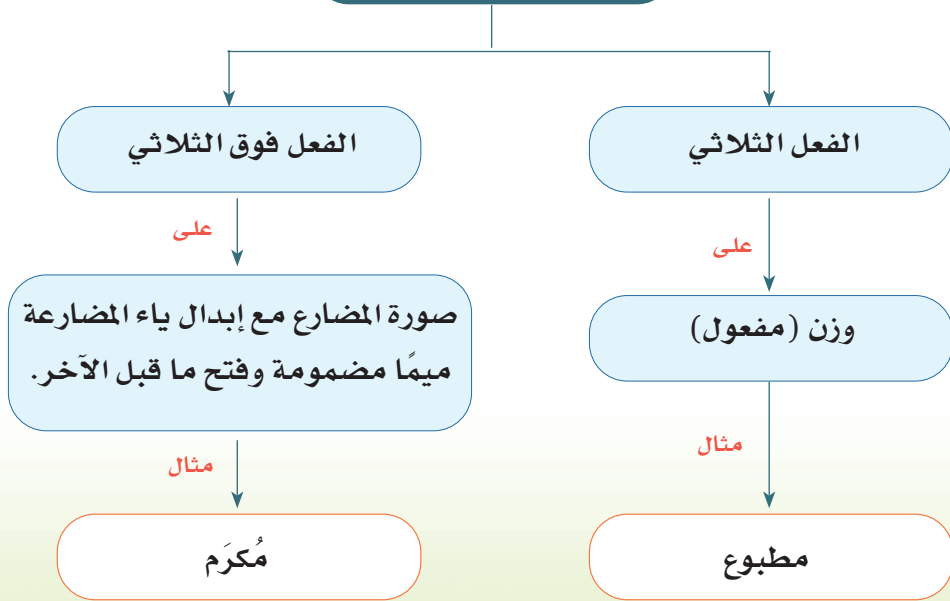 الفعل الثلاثي
على
وزن (مفعول)
مثال
مطبوع
الفعل فوق الثلاثي
على
صورة المضارع مع إبدال ياء المضارعة
ميمًا مضمومة وفتح ما قبل الآخر.
مثال
مُكرَم